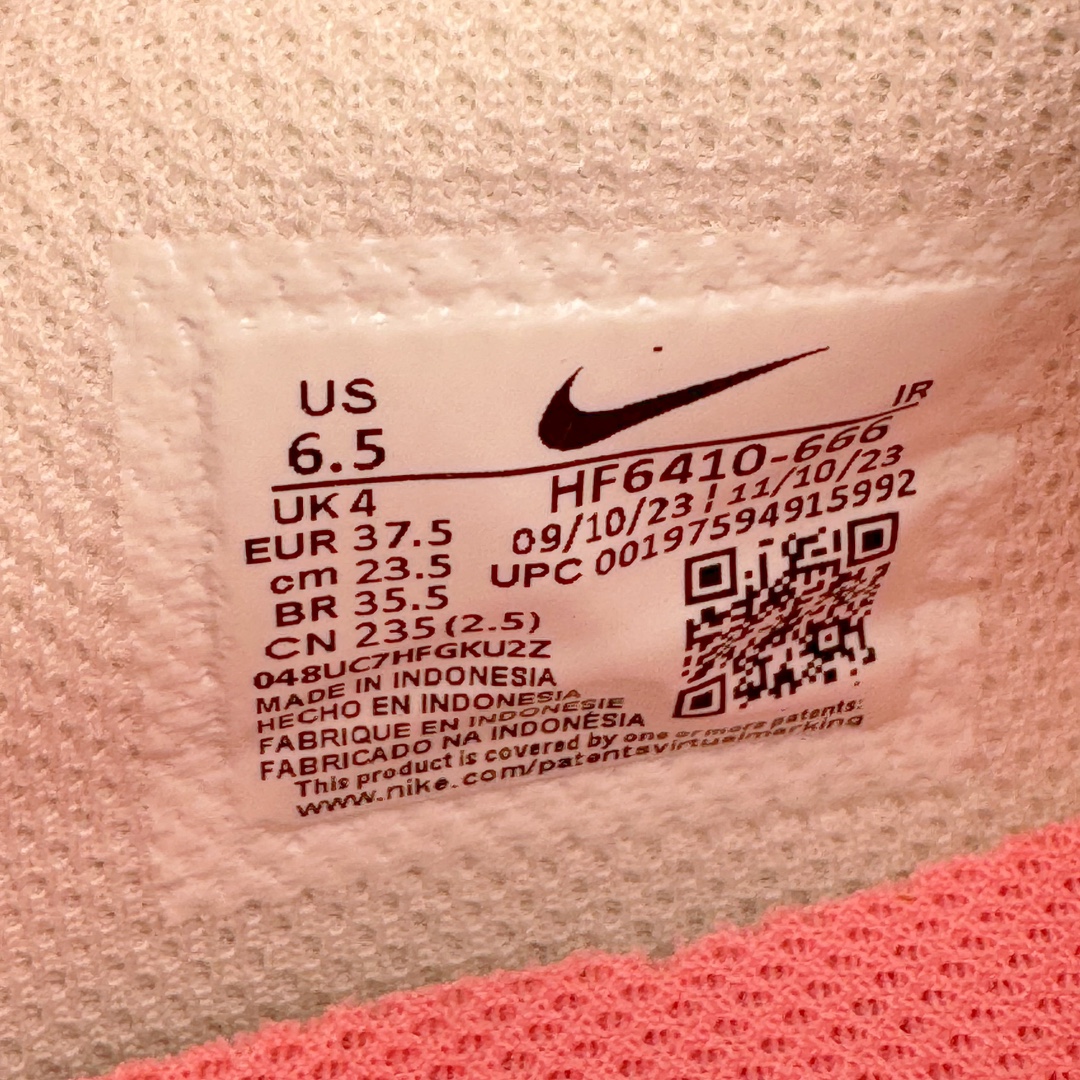 US
6.5
IR
UK 4
HF6410-666
EUR 37.5
09/10/23 ¦ 11/10/23
cm 23.5
UPC 00197594915992
BR 35.5
CN 235(2.5)
048UC7HFGKU2Z
MADE IN INDONESIA
HECHO EN INDONESIA
FABRIQUE EN INDONESIE
FABRICADO NA INDONÉSIA
This product is covered by one or more patents:
www.nike.com/patentsvirtualmarking